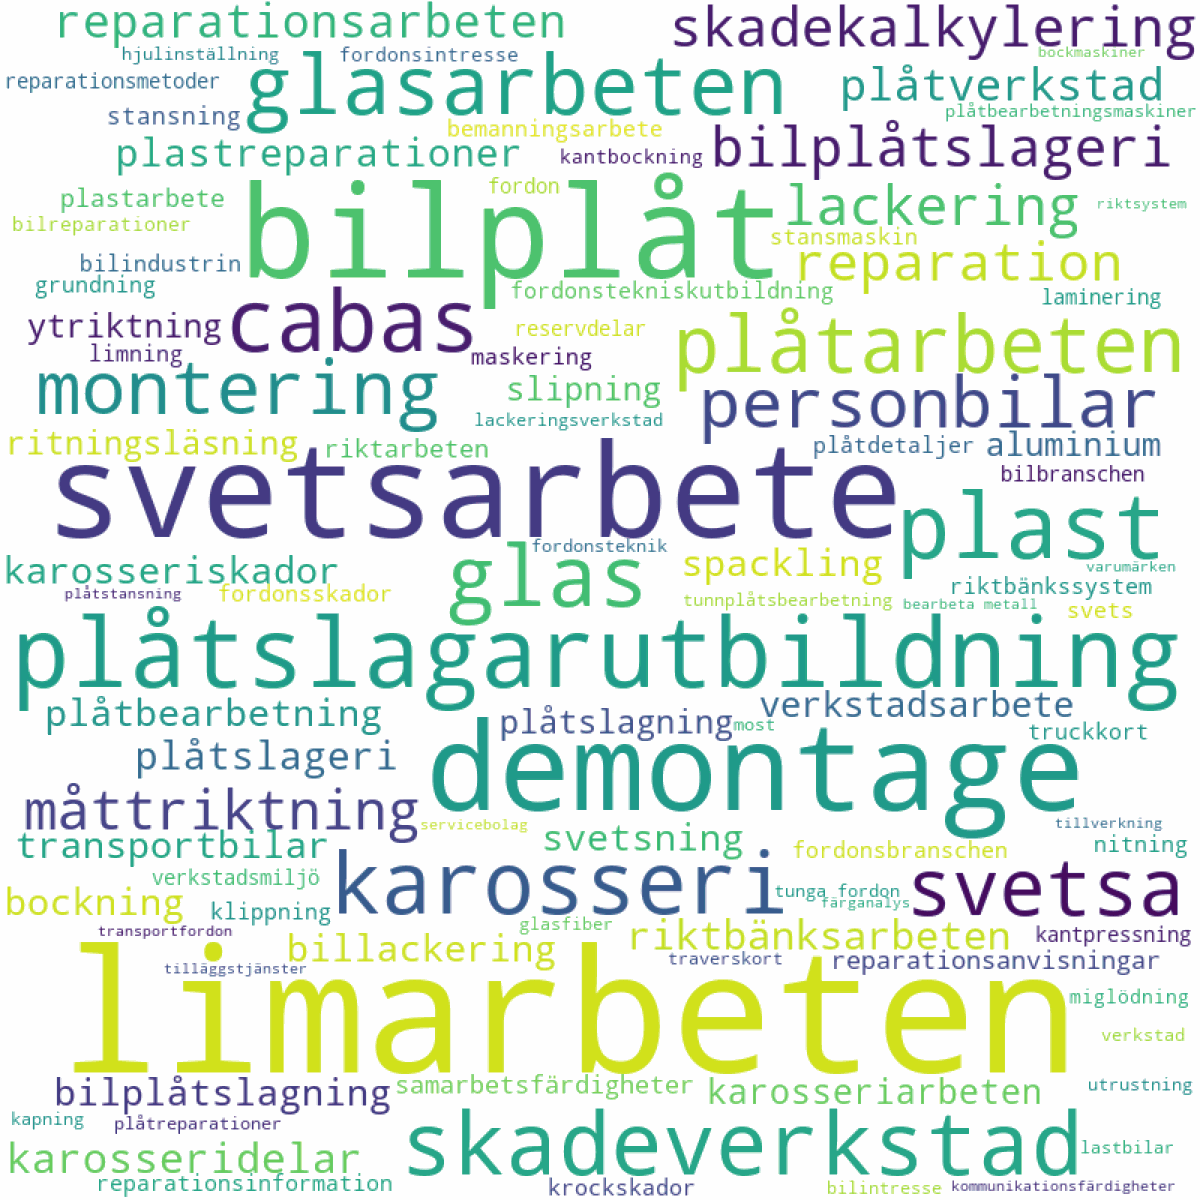 reparationsarbeten
skadekalkylering
hjulinställning
fordonsintresse
bockmaskiner
reparationsmetoder
glasarbeten
plåtverkstad
stansning
plåtbearbetningsmaskiner
bemanningsarbete
plastreparationer
kantbockning
bilplåtslageri
plastarbete
fordon
bilplåt
lackering
riktsystem
bilreparationer
stansmaskin
bilindustrin
reparation
grundning
fordonstekniskutbildning
laminering
ytriktning
cabas
reservdelar
plåtarbeten
limning
maskering
montering
slipning
personbilar
lackeringsverkstad
ritningsläsning
riktarbeten
plåtdetaljer
aluminium
bilbranschen
svetsarbete
plast
fordonsteknik
karosseriskador
glas
spackling
varumärken
plåtstansning
fordonsskador
riktbänkssystem
tunnplåtsbearbetning
bearbeta metall
svets
plåtslagarutbildning
plåtbearbetning
plåtslagning
most
verkstadsarbete
truckkort
plåtslageri
demontage
måttriktning
servicebolag
tillverkning
transportbilar
svetsning
fordonsbranschen
nitning
verkstadsmiljö
karosseri
tunga fordon
svetsa
bockning
klippning
färganalys
transportfordon
glasfiber
billackering
riktbänksarbeten
kantpressning
tilläggstjänster
traverskort
reparationsanvisningar
limarbeten
miglödning
verkstad
bilplåtslagning
samarbetsfärdigheter
karosseriarbeten
utrustning
kapning
plåtreparationer
skadeverkstad
lastbilar
karosseridelar
reparationsinformation
krockskador
bilintresse
kommunikationsfärdigheter